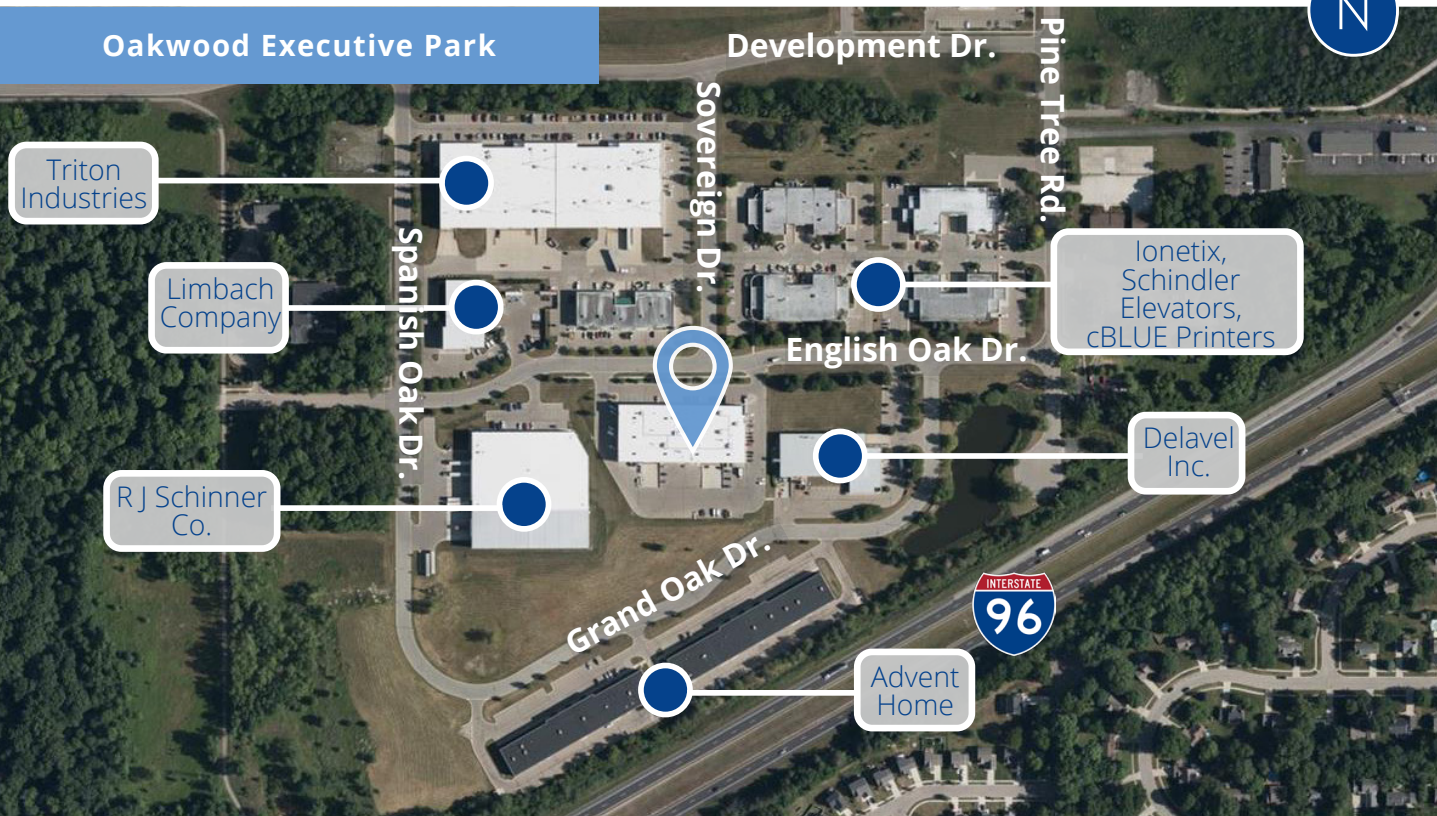 Oakwood Executive Park
N
Development Dr.
Pine Tree Rd.
Sovereign Dr.
Triton
Industries
Spanish Oak Dr.
Ionetix,
Schindler
Elevators,
cBLUE Printers
Limbach
Company
English Oak Dr.
Delavel
Inc.
R J Schinner
Co.
Grand Oak Dr.
INTERSTATE
96
Advent
Home